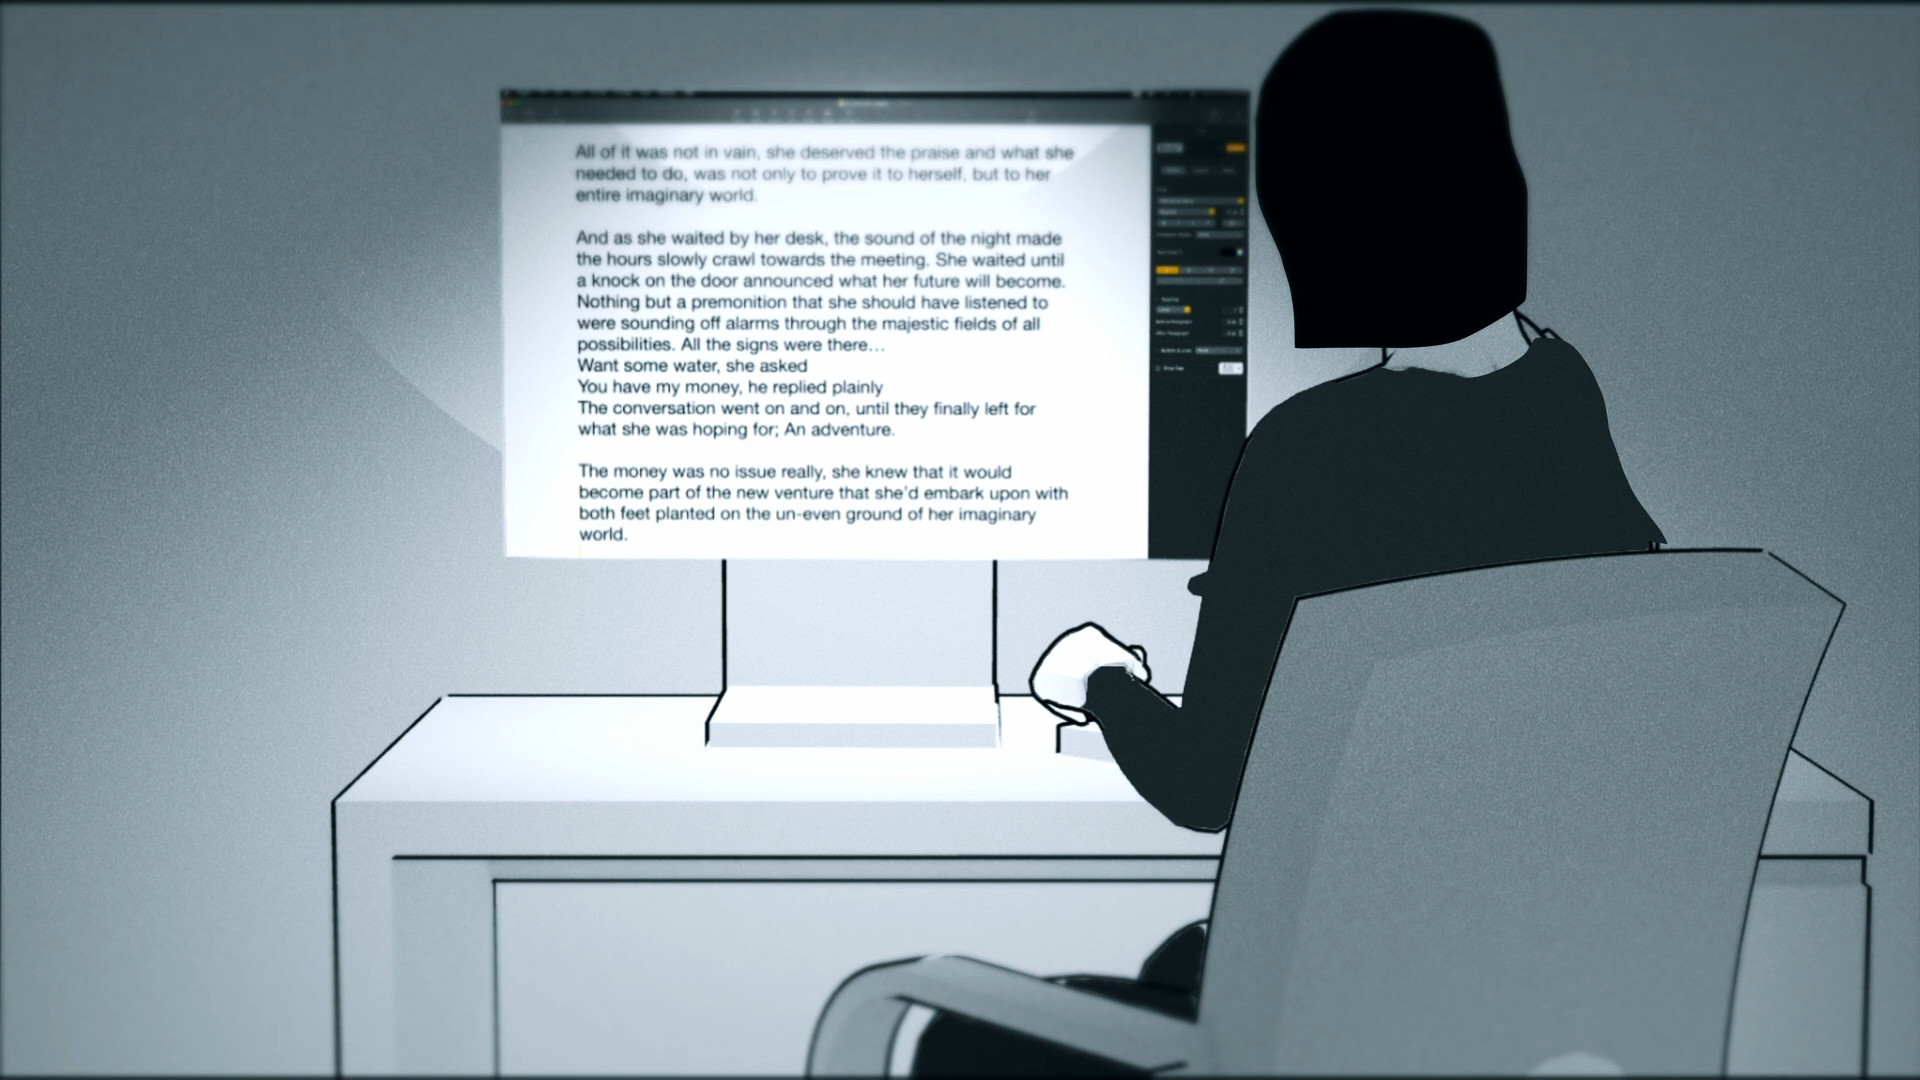 All of it was not in vain, she deserved the praise and what she
needed to do, was not only to prove it to herself, but to her
entire imaginary world.
And as she waited by her desk, the sound of the night made
the hours slowly crawl towards the meeting. She waited until
a knock on the door announced what her future will become.
Nothing but a premonition that she should have listened to
were sounding off alarms through the majestic fields of all
possibilities. All the signs were there...
Want some water, she asked
You have my money, he replied plainly
The conversation went on and on, until they finally left for
what she was hoping for; An adventure.
The money was no issue really, she knew that it would
become part of the new venture that she'd embark upon with
both feet planted on the un-even ground of her imaginary
world.